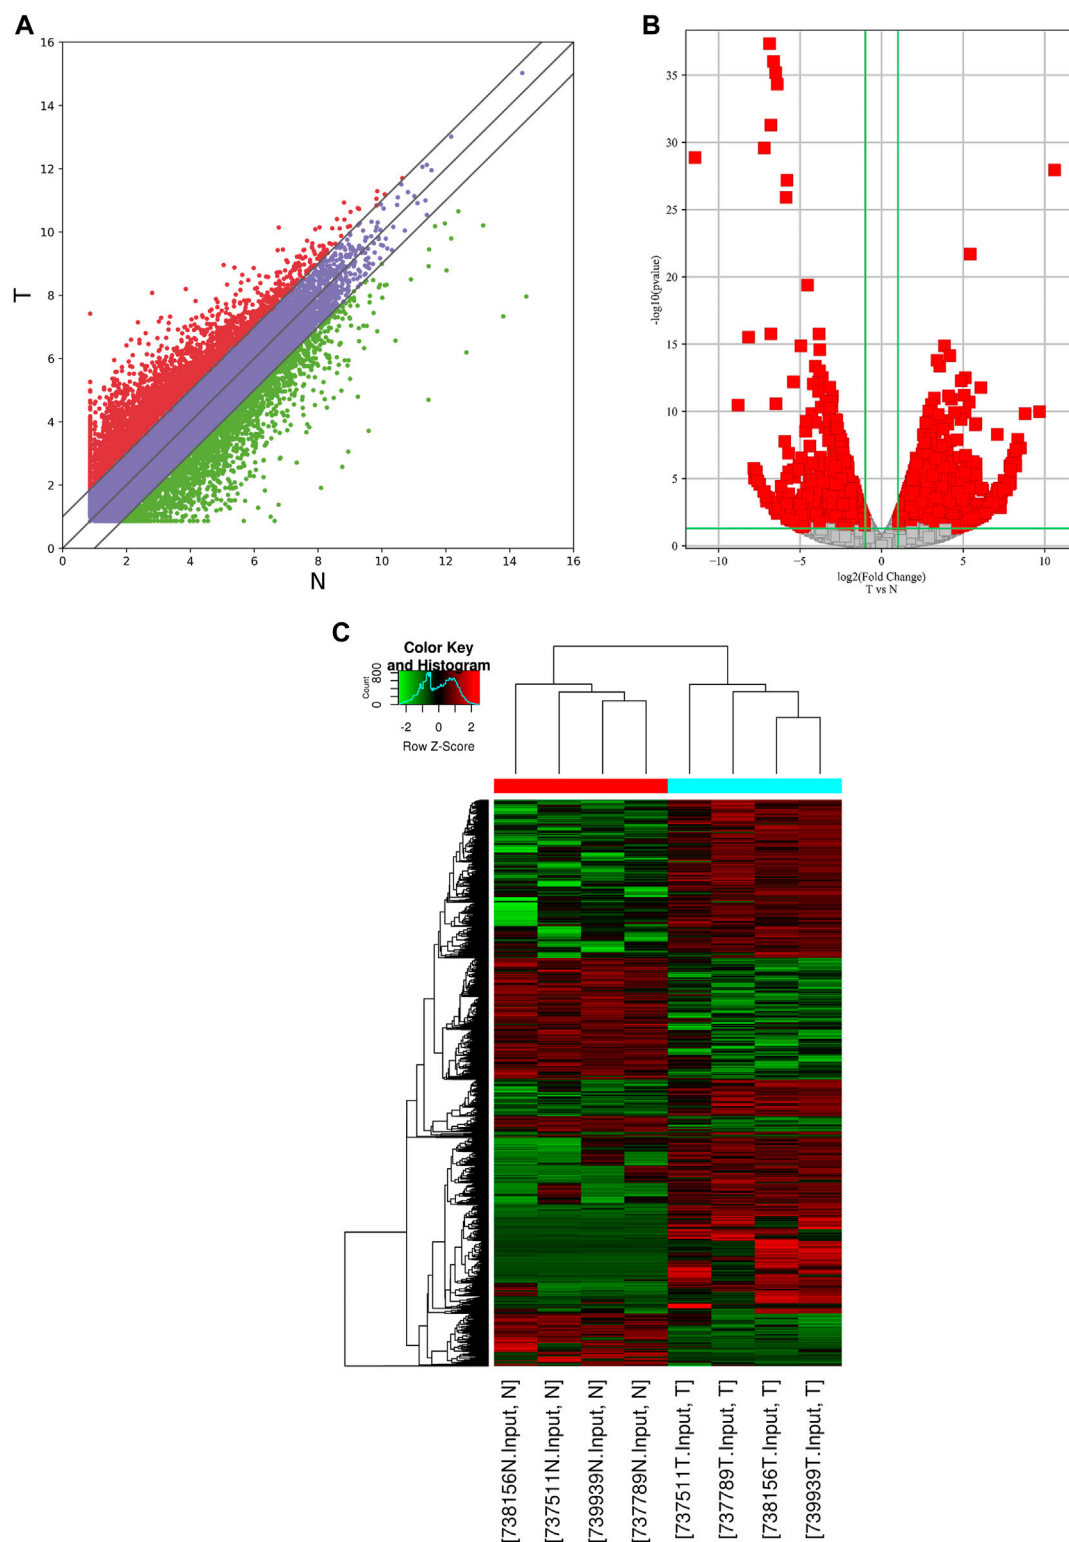 A
16
14
12
10
8
6
4
2
0
T
0
2
4
6
8
10
12
14
16
N
B
35
30
25
20
15
10
5
0
-log10(pvalue)
−10
−5
0
5
10
log2(Fold Change)
T vs N
C
Color Key
and Histogram
Count
0
800
-2
0
2
Row Z-Score
[738156N.Input, N]
[737511N.Input, N]
[739939N.Input, N]
[737789N.Input, N]
[737511T.Input, T]
[737789T.Input, T]
[738156T.Input, T]
[739939T.Input, T]